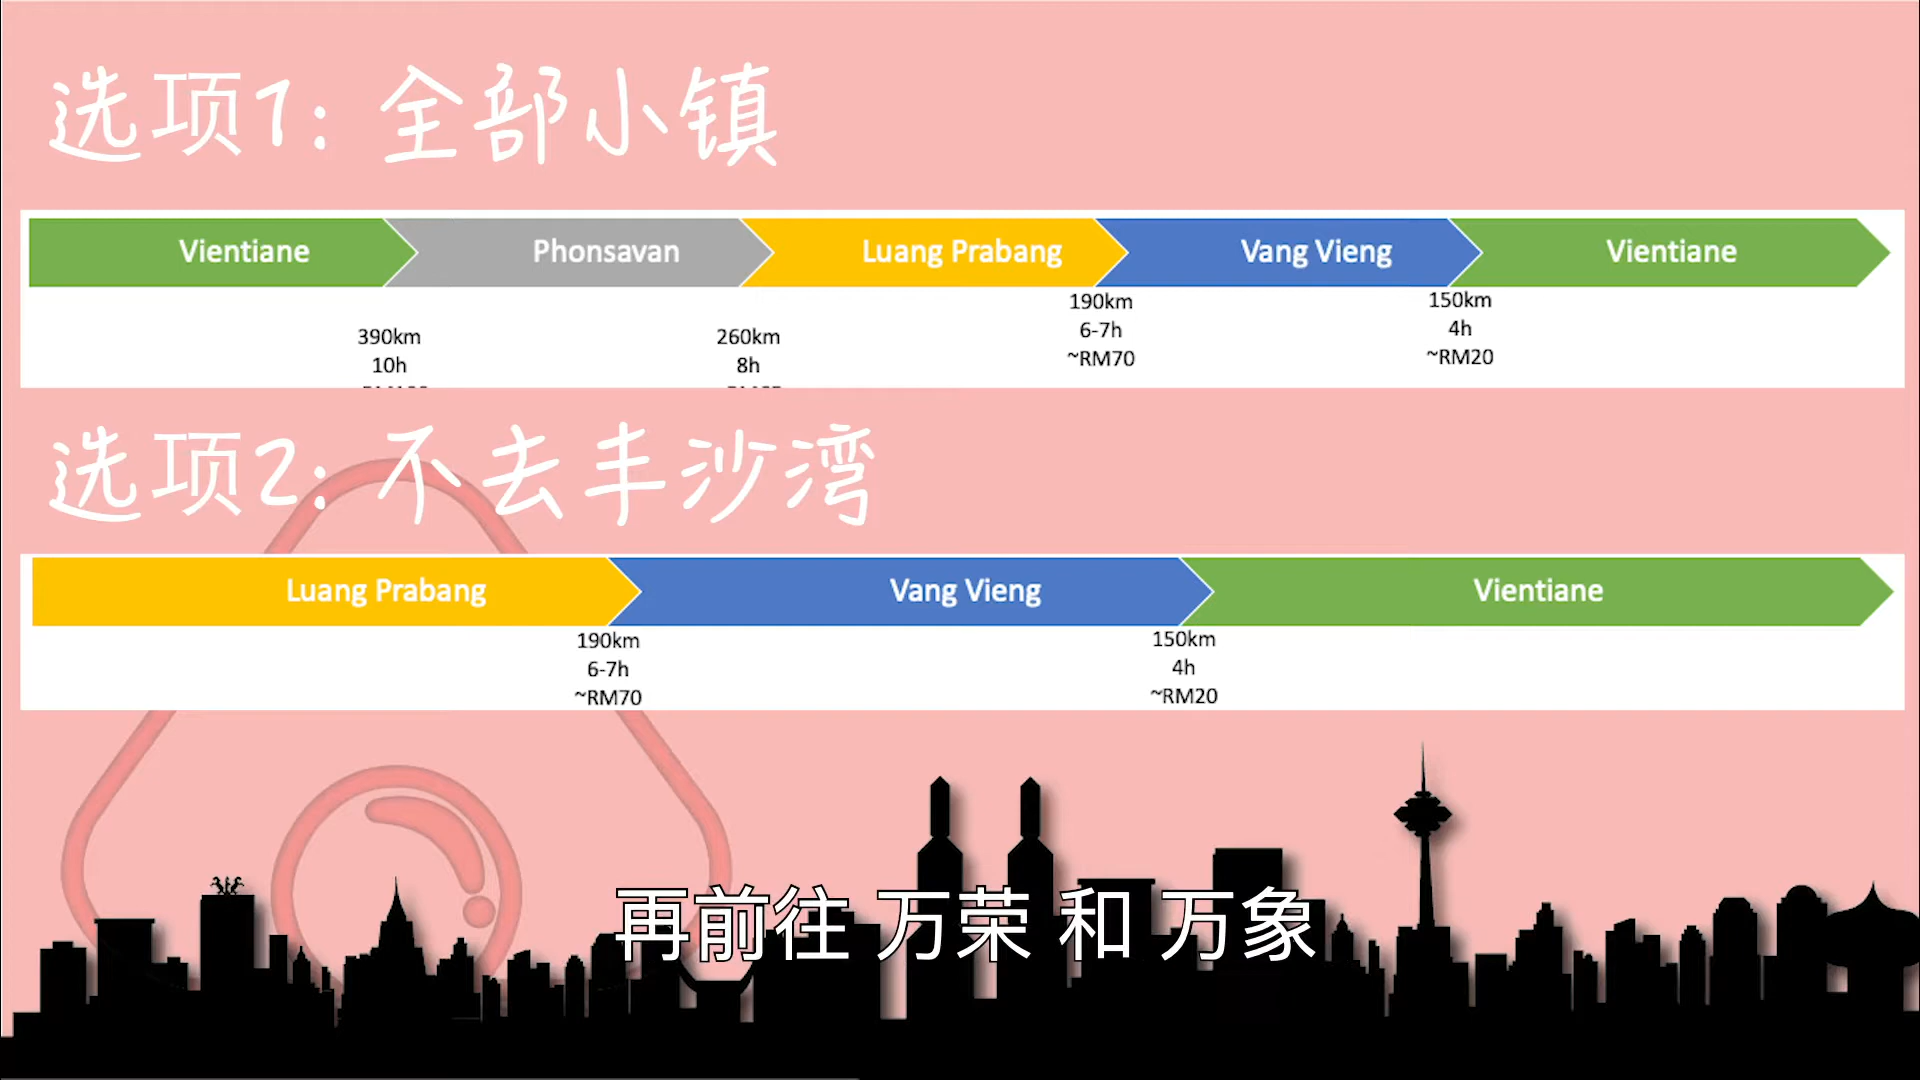 选项1: 全部小镇
Vientiane Phonsavan Luang Prabang Vang Vieng Vientiane
390km
10h
260km
8h
190km
6-7h
~RM70
150km
4h
~RM20
选项2: 不去丰沙湾
Luang Prabang Vang Vieng Vientiane
190km
6-7h
~RM70
150km
4h
~RM20
再前往 万荣 和 万象